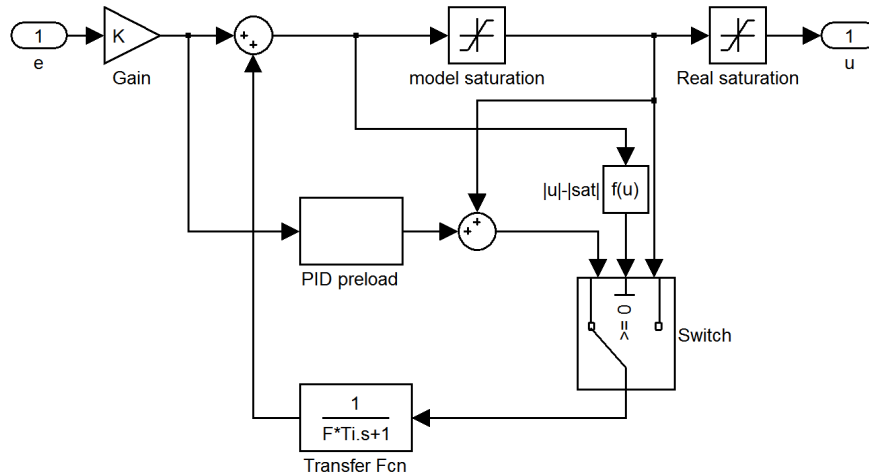 1
e
K
Gain
+
+
model saturation
Real saturation
1
u
|u|-|sat|
f(u)
+
+
PID preload
>= 0
Switch
1
F*Ti.s+1
Transfer Fcn